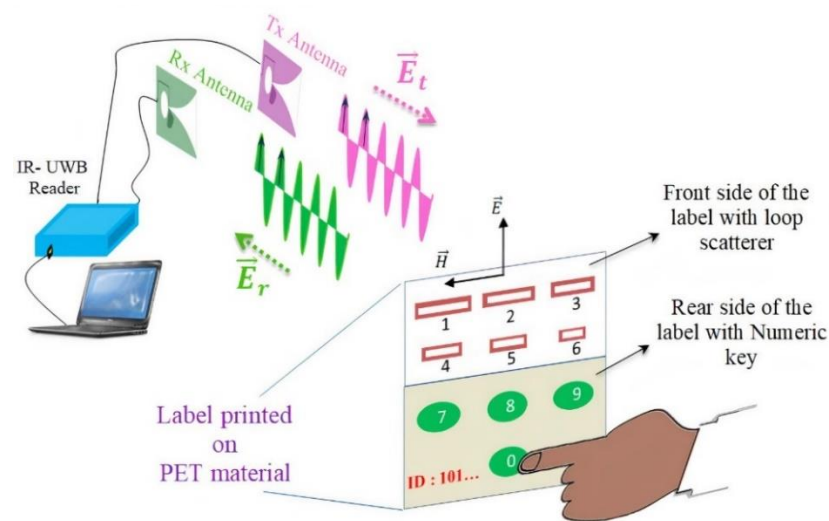 Tx Antenna
Rx Antenna
E⃗t
IR- UWB
Reader
E⃗r
E⃗
H⃗
Front side of the
label with loop
scatterer
1 2 3
4 5 6
Rear side of the
label with Numeric
key
7 8 9
0
ID : 101...
Label printed
on
PET material